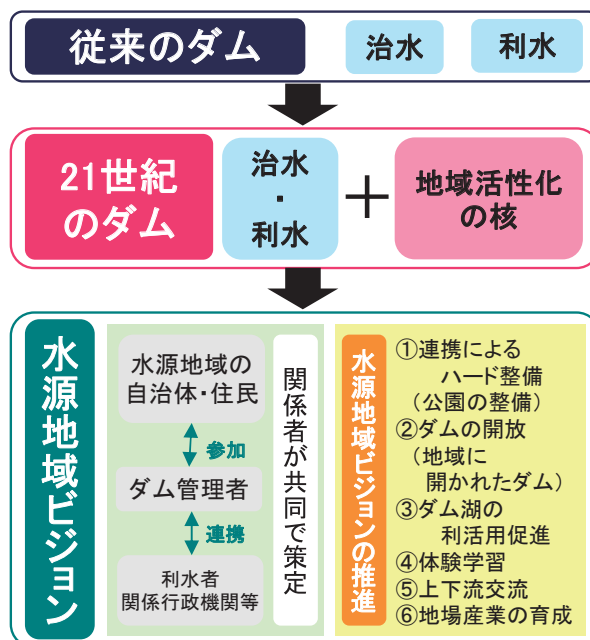 従来のダム
治水
利水
21世紀
のダム
治水
・
利水
＋
地域活性化
の核
水源地域ビジョン
水源地域の
自治体・住民
参加
ダム管理者
連携
利水者
関係行政機関等
関係者が共同で策定
水源地域ビジョンの推進
①連携による
ハード整備
（公園の整備）
②ダムの開放
（地域に
開かれたダム）
③ダム湖の
利活用促進
④体験学習
⑤上下流交流
⑥地場産業の育成